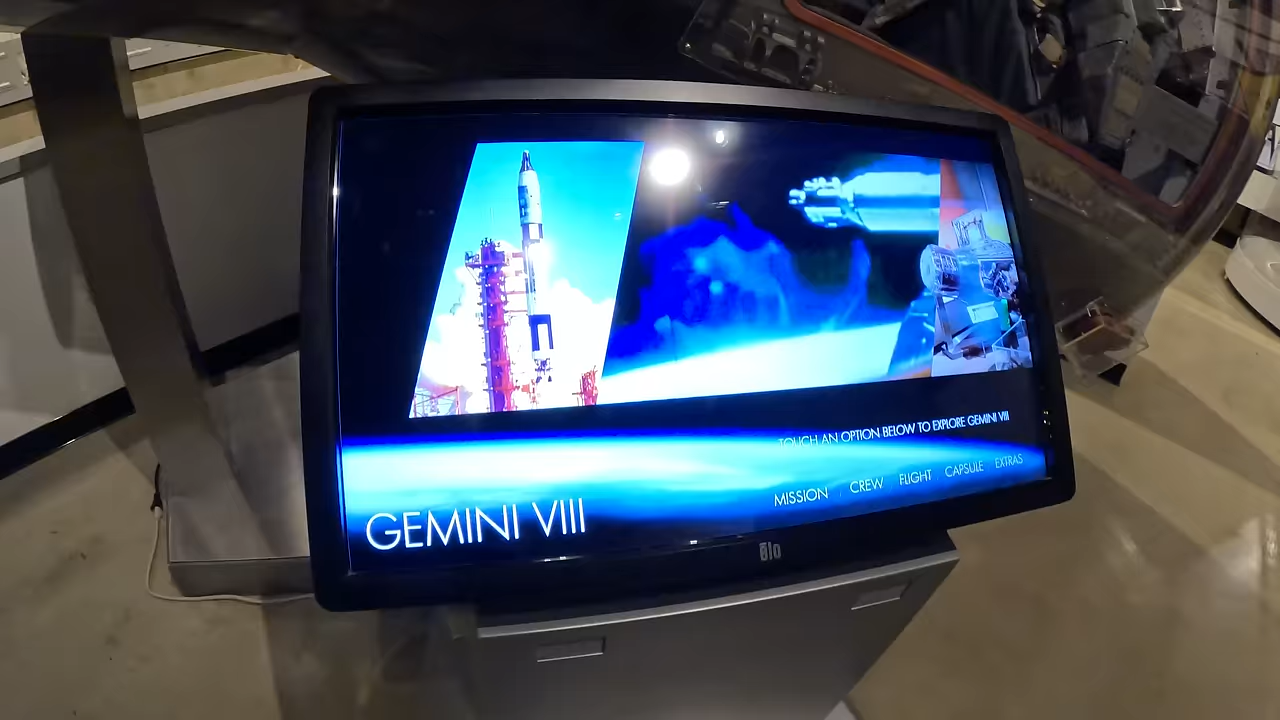 TOUCH AN OPTION BELOW TO EXPLORE GEMINI VIII
MISSION CREW FLIGHT CAPSULE EXTRAS
GEMINI VIII
elo